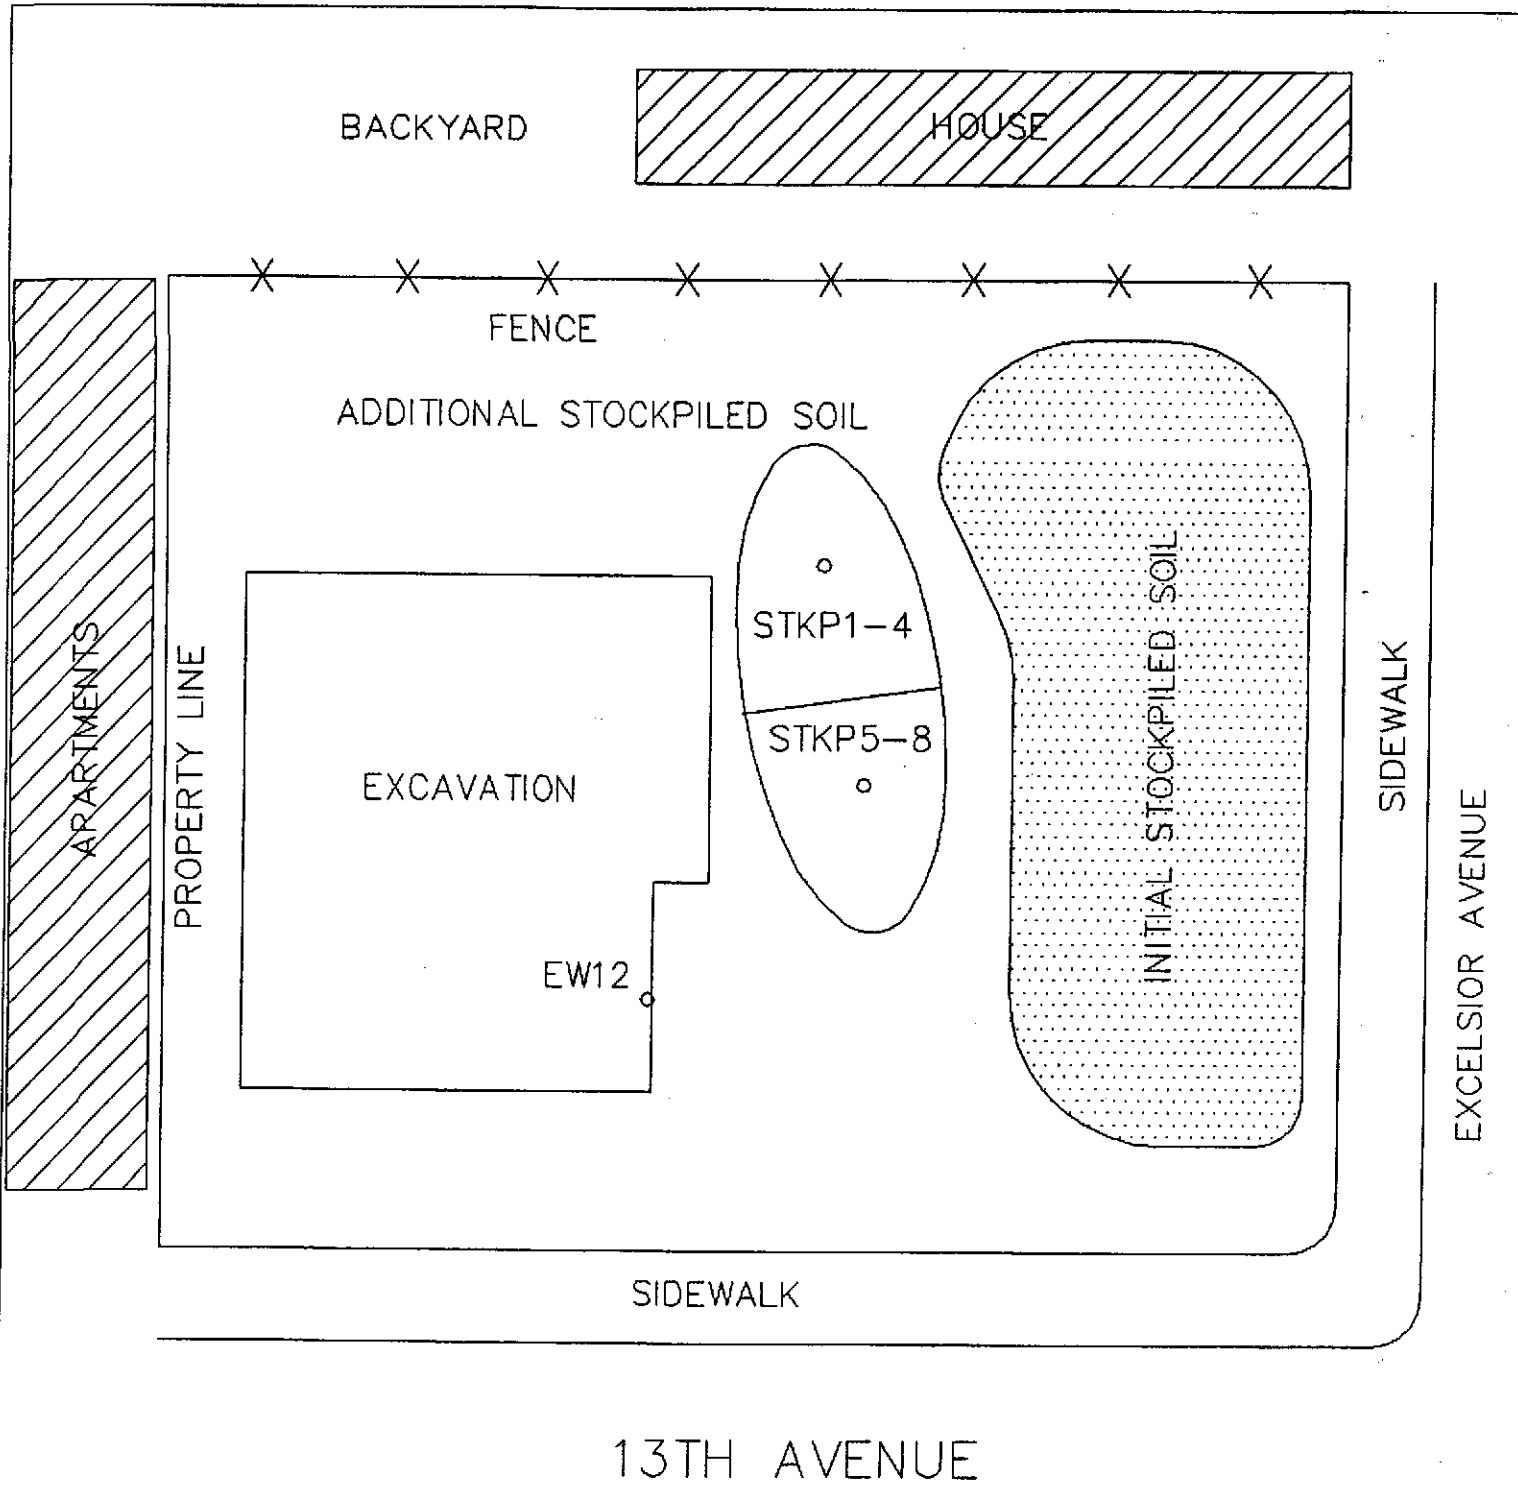 BACKYARD
HOUSE
FENCE
ADDITIONAL STOCKPILED SOIL
STKP1-4
STKP5-8
EXCAVATION
EW12
APARTMENTS
PROPERTY LINE
INITIAL STOCKPILED SOIL
SIDEWALK
EXCELSIOR AVENUE
SIDEWALK
13TH AVENUE